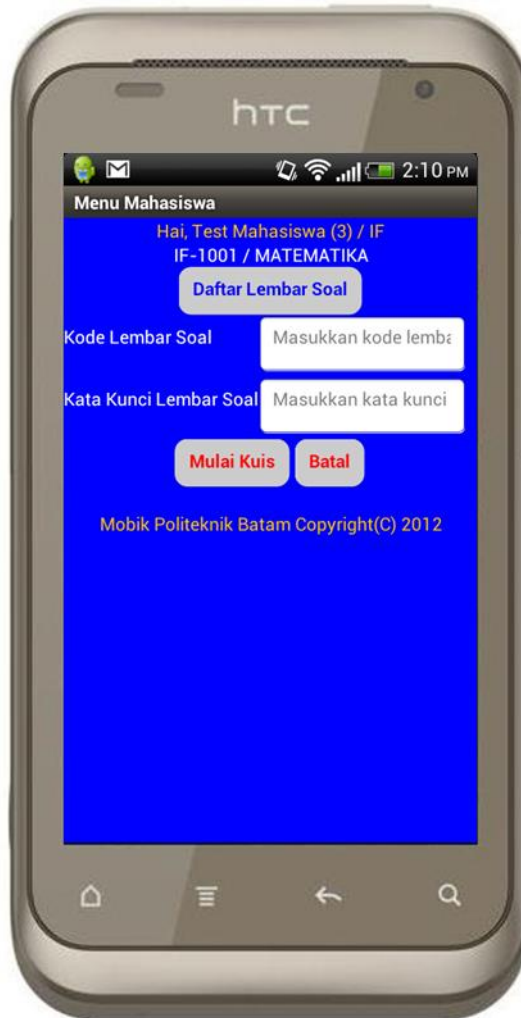 hTC
2:10 PM
Menu Mahasiswa
Hai, Test Mahasiswa (3) / IF
IF-1001 / MATEMATIKA
Daftar Lembar Soal
Kode Lembar Soal Masukkan kode lemba
Kata Kunci Lembar Soal Masukkan kata kunci
Mulai Kuis Batal
Mobik Politeknik Batam Copyright(C) 2012